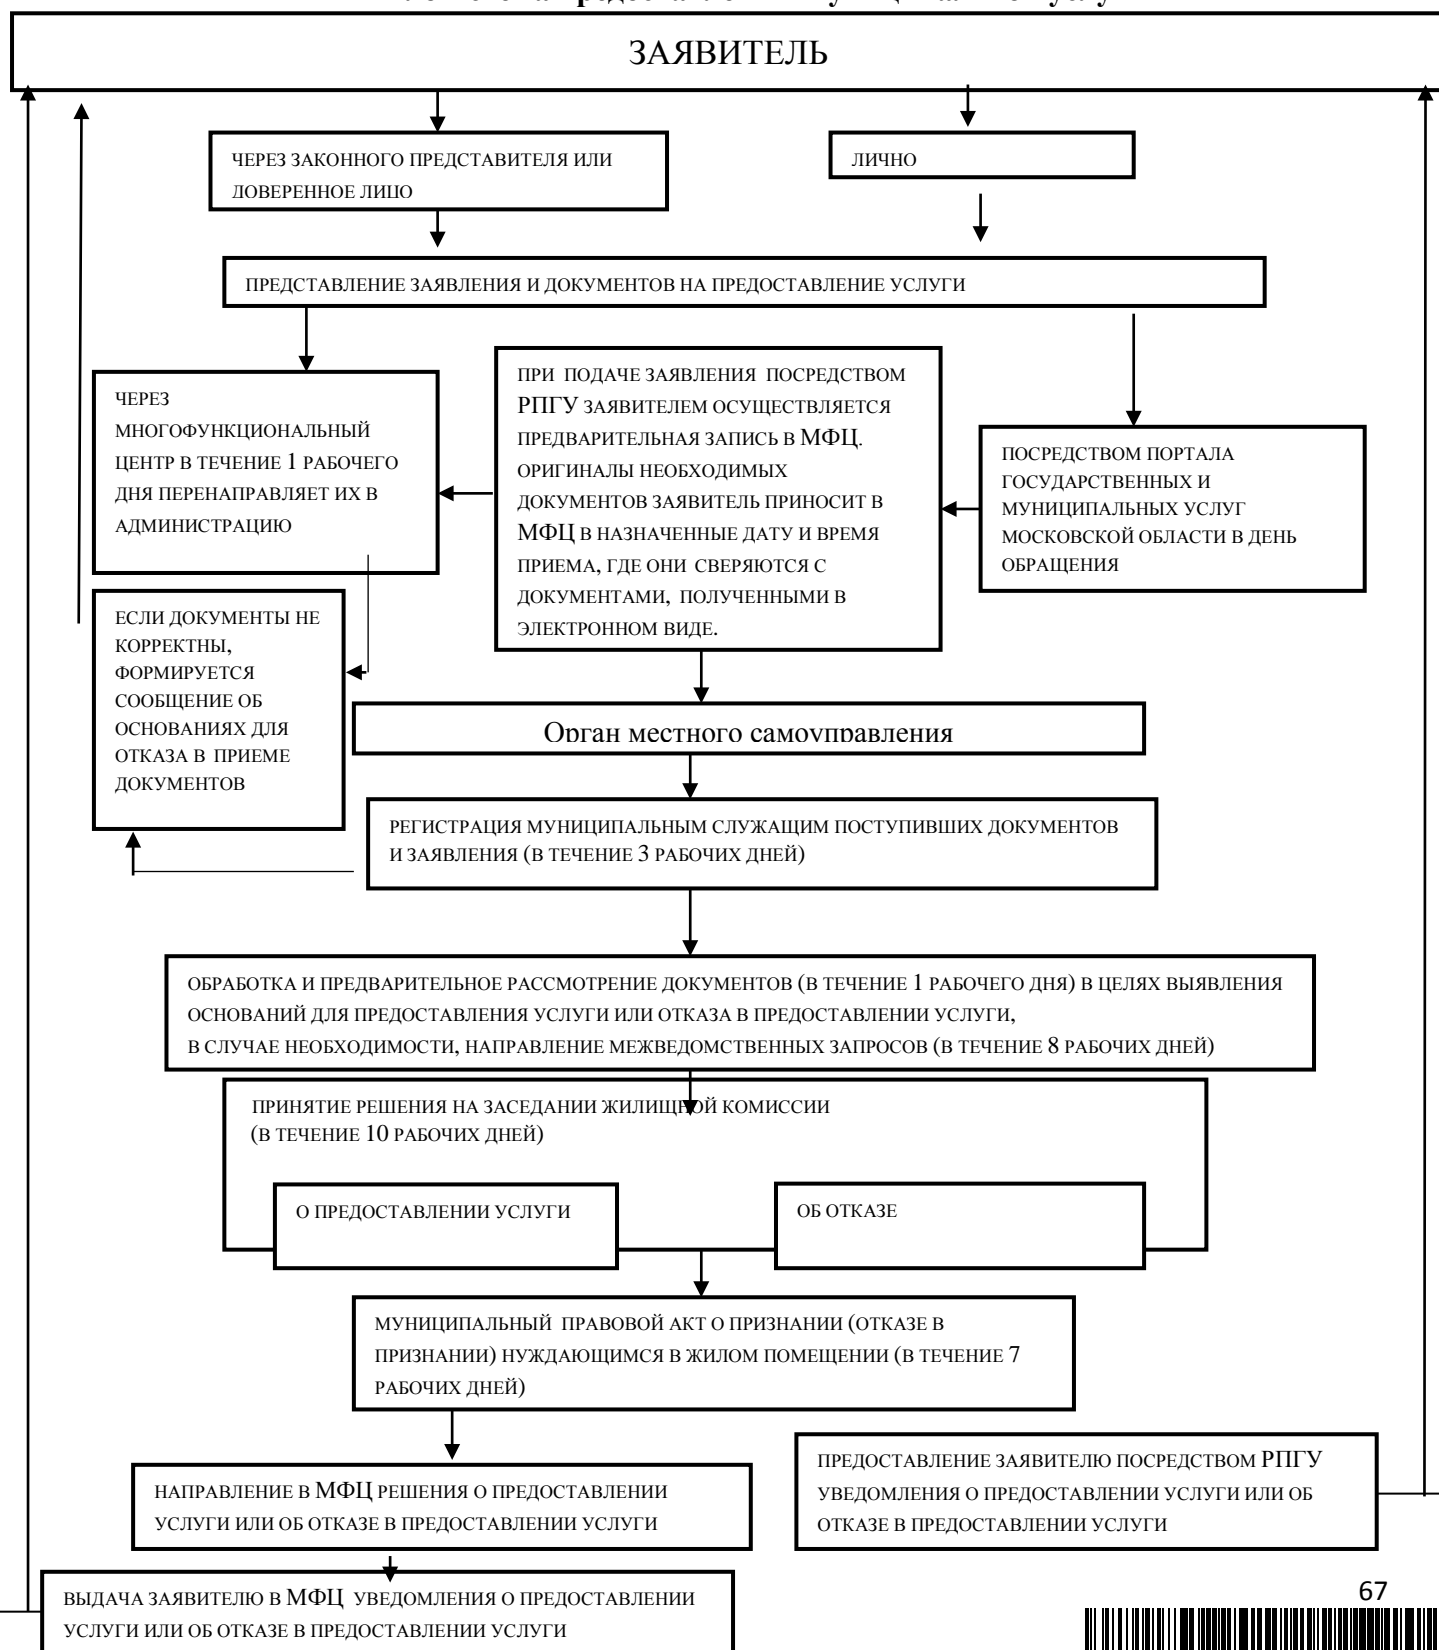 ЗАЯВИТЕЛЬ
ЧЕРЕЗ ЗАКОННОГО ПРЕДСТАВИТЕЛЯ ИЛИ
ДОВЕРЕННОЕ ЛИЦО
ЛИЧНО
ПРЕДСТАВЛЕНИЕ ЗАЯВЛЕНИЯ И ДОКУМЕНТОВ НА ПРЕДОСТАВЛЕНИЕ УСЛУГИ
ЧЕРЕЗ
МНОГОФУНКЦИОНАЛЬНЫЙ
ЦЕНТР В ТЕЧЕНИЕ 1 РАБОЧЕГО
ДНЯ ПЕРЕНАПРАВЛЯЕТ ИХ В
АДМИНИСТРАЦИЮ
ПРИ ПОДАЧЕ ЗАЯВЛЕНИЯ ПОСРЕДСТВОМ
РПГУ ЗАЯВИТЕЛЕМ ОСУЩЕСТВЛЯЕТСЯ
ПРЕДВАРИТЕЛЬНАЯ ЗАПИСЬ В МФЦ.
ОРИГИНАЛЫ НЕОБХОДИМЫХ
ДОКУМЕНТОВ ЗАЯВИТЕЛЬ ПРИНОСИТ В
МФЦ В НАЗНАЧЕННЫЕ ДАТУ И ВРЕМЯ
ПРИЕМА, ГДЕ ОНИ СВЕРЯЮТСЯ С
ДОКУМЕНТАМИ, ПОЛУЧЕННЫМИ В
ЭЛЕКТРОННОМ ВИДЕ.
ПОСРЕДСТВОМ ПОРТАЛА
ГОСУДАРСТВЕННЫХ И
МУНИЦИПАЛЬНЫХ УСЛУГ
МОСКОВСКОЙ ОБЛАСТИ В ДЕНЬ
ОБРАЩЕНИЯ
ЕСЛИ ДОКУМЕНТЫ НЕ
КОРРЕКТНЫ,
ФОРМИРУЕТСЯ
СООБЩЕНИЕ ОБ
ОСНОВАНИЯХ ДЛЯ
ОТКАЗА В ПРИЕМЕ
ДОКУМЕНТОВ
Орган местного самоуправления
РЕГИСТРАЦИЯ МУНИЦИПАЛЬНЫМ СЛУЖАЩИМ ПОСТУПИВШИХ ДОКУМЕНТОВ
И ЗАЯВЛЕНИЯ (В ТЕЧЕНИЕ 3 РАБОЧИХ ДНЕЙ)
ОБРАБОТКА И ПРЕДВАРИТЕЛЬНОЕ РАССМОТРЕНИЕ ДОКУМЕНТОВ (В ТЕЧЕНИЕ 1 РАБОЧЕГО ДНЯ) В ЦЕЛЯХ ВЫЯВЛЕНИЯ
ОСНОВАНИЙ ДЛЯ ПРЕДОСТАВЛЕНИЯ УСЛУГИ ИЛИ ОТКАЗА В ПРЕДОСТАВЛЕНИИ УСЛУГИ,
В СЛУЧАЕ НЕОБХОДИМОСТИ, НАПРАВЛЕНИЕ МЕЖВЕДОМСТВЕННЫХ ЗАПРОСОВ (В ТЕЧЕНИЕ 8 РАБОЧИХ ДНЕЙ)
ПРИНЯТИЕ РЕШЕНИЯ НА ЗАСЕДАНИИ ЖИЛИЩНОЙ КОМИССИИ
(В ТЕЧЕНИЕ 10 РАБОЧИХ ДНЕЙ)
О ПРЕДОСТАВЛЕНИИ УСЛУГИ
ОБ ОТКАЗЕ
МУНИЦИПАЛЬНЫЙ ПРАВОВОЙ АКТ О ПРИЗНАНИИ (ОТКАЗЕ В
ПРИЗНАНИИ) НУЖДАЮЩИМСЯ В ЖИЛОМ ПОМЕЩЕНИИ (В ТЕЧЕНИЕ 7
РАБОЧИХ ДНЕЙ)
НАПРАВЛЕНИЕ В МФЦ РЕШЕНИЯ О ПРЕДОСТАВЛЕНИИ
УСЛУГИ ИЛИ ОБ ОТКАЗЕ В ПРЕДОСТАВЛЕНИИ УСЛУГИ
ПРЕДОСТАВЛЕНИЕ ЗАЯВИТЕЛЮ ПОСРЕДСТВОМ РПГУ
УВЕДОМЛЕНИЯ О ПРЕДОСТАВЛЕНИИ УСЛУГИ ИЛИ ОБ
ОТКАЗЕ В ПРЕДОСТАВЛЕНИИ УСЛУГИ
ВЫДАЧА ЗАЯВИТЕЛЮ В МФЦ УВЕДОМЛЕНИЯ О ПРЕДОСТАВЛЕНИИ
УСЛУГИ ИЛИ ОБ ОТКАЗЕ В ПРЕДОСТАВЛЕНИИ УСЛУГИ
67